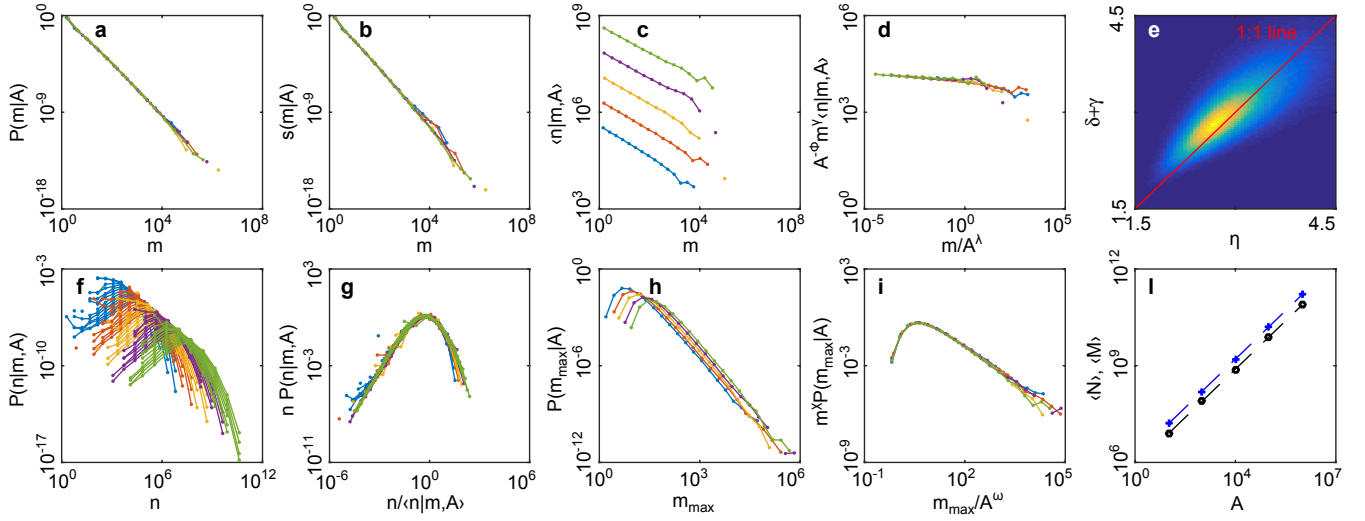 a
P(m|A)
10^0
10^-9
10^-18
10^0
10^4
10^8
m
b
s(m|A)
10^0
10^-9
10^-18
10^0
10^4
10^8
m
c
⟨n|m,A⟩
10^9
10^6
10^3
10^0
10^4
10^8
m
d
A^-Φ m^γ⟨n|m,A⟩
10^6
10^3
10^0
10^-5
10^0
10^5
m/A^λ
e
1:1 line
δ+γ
4.5
1.5
1.5
4.5
η
f
P(n|m,A)
10^-3
10^-10
10^-17
10^0
10^6
10^12
n
g
n P(n|m,A)
10^3
10^-3
10^-11
10^-6
10^0
10^6
n/⟨n|m,A⟩
h
P(m_max|A)
10^0
10^-6
10^-12
10^0
10^3
10^6
m_max
i
m^χP(m_max|A)
10^3
10^-3
10^-9
10^-2
10^1
10^3
10^5
m_max/A^ω
l
⟨N⟩, ⟨M⟩
10^12
10^9
10^6
10^1
10^4
10^7
A